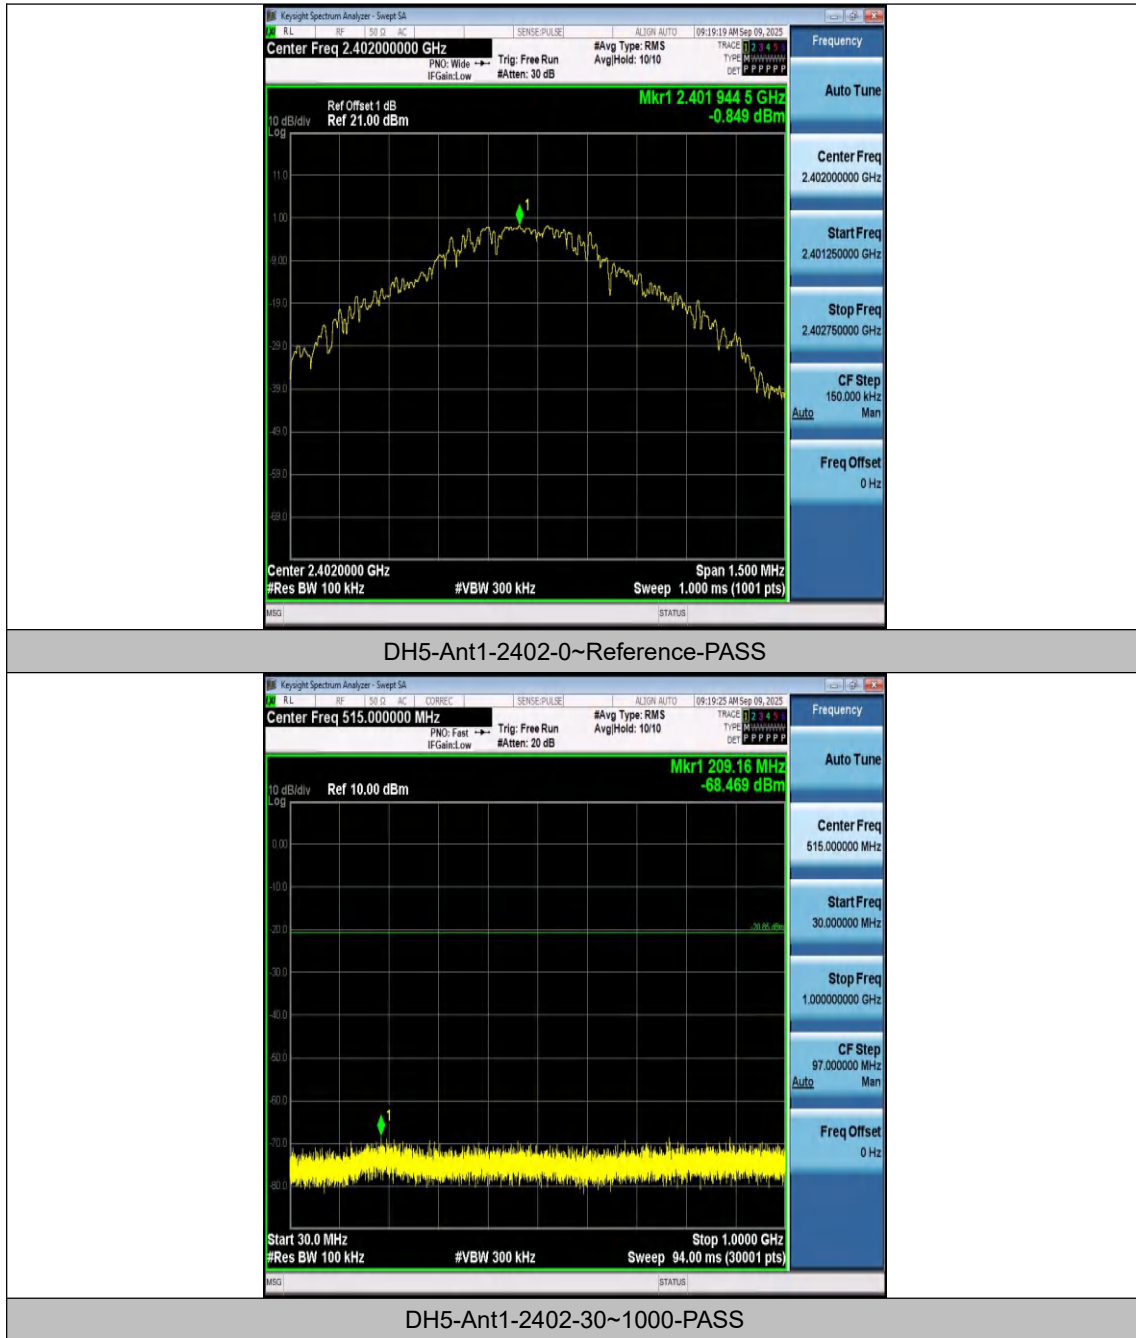 Keysight Spectrum Analyzer - Swept SA
RL RF 50 Ω AC SENSE:PULSE ALIGN AUTO 09:19:19 AM Sep 09, 2025
Center Freq 2.402000000 GHz
PNO: Wide
IFGain:Low
Trig: Free Run
#Atten: 30 dB
#Avg Type: RMS
Avg|Hold: 10/10
TRACE 1 2 3 4 5 6
TYPE M W W W W W
DET P P P P P P
Frequency
Mkr1 2.401 944 5 GHz
-0.849 dBm
Ref Offset 1 dB
10 dB/div Ref 21.00 dBm
Log
11.0
1.00
-9.00
-19.0
-29.0
-39.0
-49.0
-59.0
-69.0
1
Center 2.4020000 GHz Span 1.500 MHz
#Res BW 100 kHz #VBW 300 kHz Sweep 1.000 ms (1001 pts)
MSG STATUS
Auto Tune
Center Freq
2.402000000 GHz
Start Freq
2.401250000 GHz
Stop Freq
2.402750000 GHz
CF Step
150.000 kHz
Auto Man
Freq Offset
0 Hz
DH5-Ant1-2402-0~Reference-PASS
Keysight Spectrum Analyzer - Swept SA
RL RF 50 Ω AC CORREC SENSE:PULSE ALIGN AUTO 09:19:25 AM Sep 09, 2025
Center Freq 515.000000 MHz
PNO: Fast
IFGain:Low
Trig: Free Run
#Atten: 20 dB
#Avg Type: RMS
Avg|Hold: 10/10
TRACE 1 2 3 4 5 6
TYPE M W W W W W
DET P P P P P P
Frequency
Mkr1 209.16 MHz
-68.469 dBm
10 dB/div Ref 10.00 dBm
Log
0.00
-10.0
-20.0
-30.0
-40.0
-50.0
-60.0
-70.0
-80.0
-20.85 dBm
1
Start 30.0 MHz Stop 1.0000 GHz
#Res BW 100 kHz #VBW 300 kHz Sweep 94.00 ms (30001 pts)
MSG STATUS
Auto Tune
Center Freq
515.000000 MHz
Start Freq
30.000000 MHz
Stop Freq
1.000000000 GHz
CF Step
97.000000 MHz
Auto Man
Freq Offset
0 Hz
DH5-Ant1-2402-30~1000-PASS